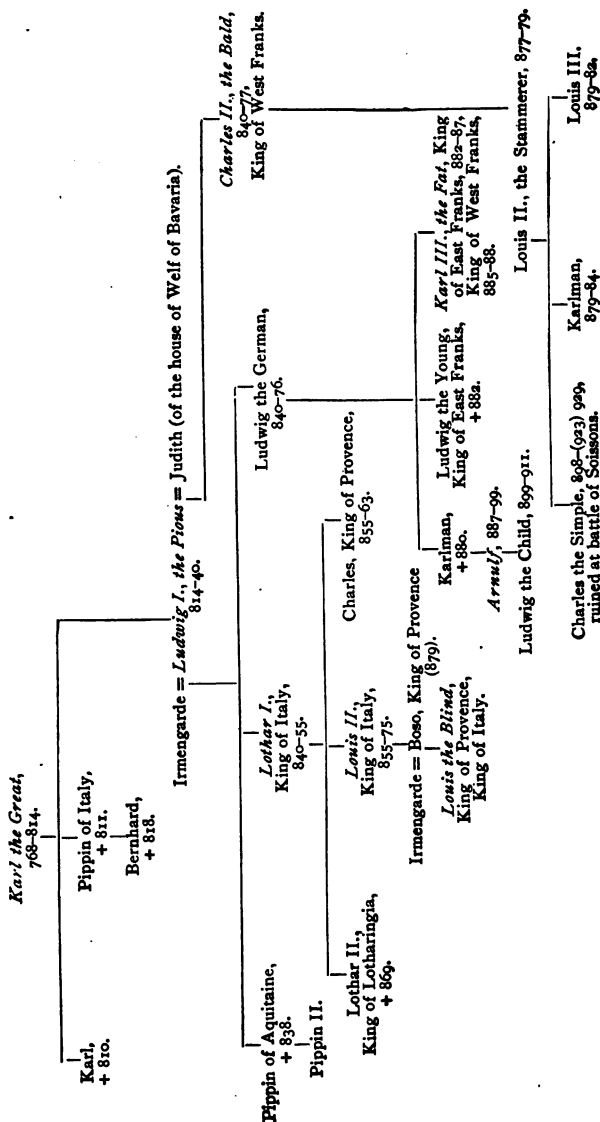 Karl the Great,
768–814.
Karl,
+ 810.
Pippin of Italy,
+ 811.
Bernhard,
+ 818.
Irmengarde = Ludwig I., the Pious = Judith (of the house of Welf of Bavaria).
814–40.
Pippin of Aquitaine,
+ 838.
Pippin II.
Lothar I.,
King of Italy,
840–55.
Ludwig the German,
840–76.
Charles II., the Bald,
840–77,
King of West Franks.
Lothar II.,
King of Lotharingia,
+ 869.
Louis II.,
King of Italy,
855–75.
Charles, King of Provence,
855–63.
Irmengarde = Boso, King of Provence
(879).
Louis the Blind,
King of Provence,
King of Italy.
Karlman,
+ 880.
Ludwig the Young,
King of East Franks,
+ 882.
Karl III., the Fat, King
of East Franks, 882–87,
King of West Franks,
885–88.
Arnulf, 887–99.
Ludwig the Child, 899–911.
Louis II., the Stammerer, 877–79.
Charles the Simple, 898–(923) 929,
ruined at battle of Soissons.
Karlman,
879–84.
Louis III.
879–82,